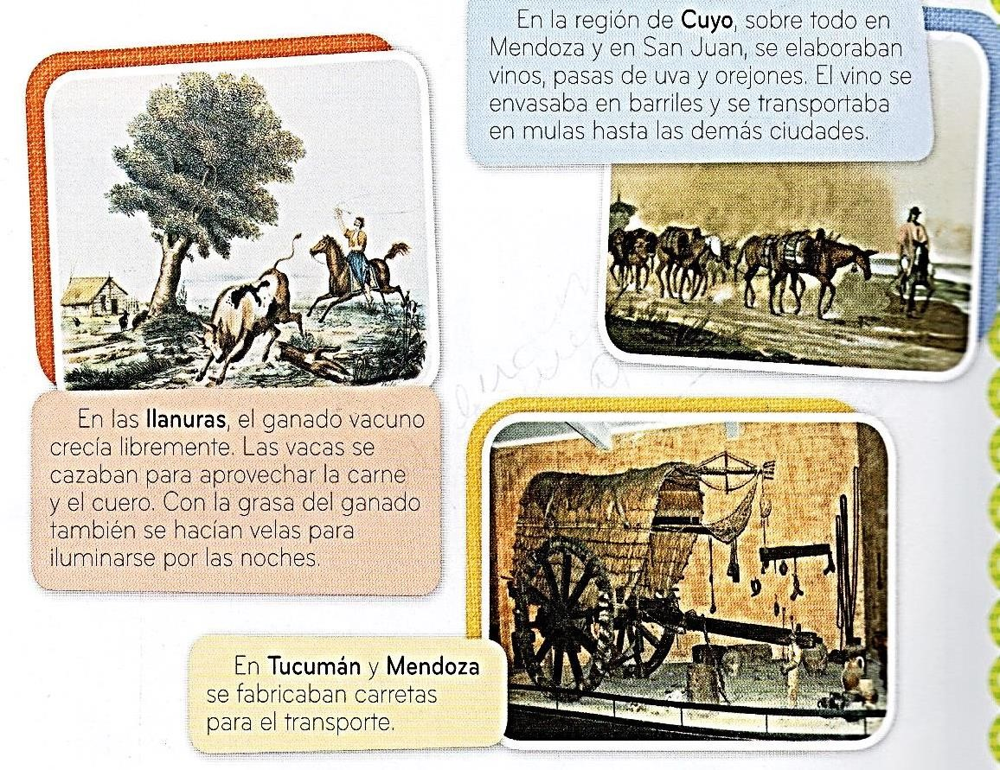 En la región de Cuyo, sobre todo en
Mendoza y en San Juan, se elaboraban
vinos, pasas de uva y orejones. El vino se
envasaba en barriles y se transportaba
en mulas hasta las demás ciudades.
En las llanuras, el ganado vacuno
crecía libremente. Las vacas se
cazaban para aprovechar la carne
y el cuero. Con la grasa del ganado
también se hacían velas para
iluminarse por las noches.
En Tucumán y Mendoza
se fabricaban carretas
para el transporte.